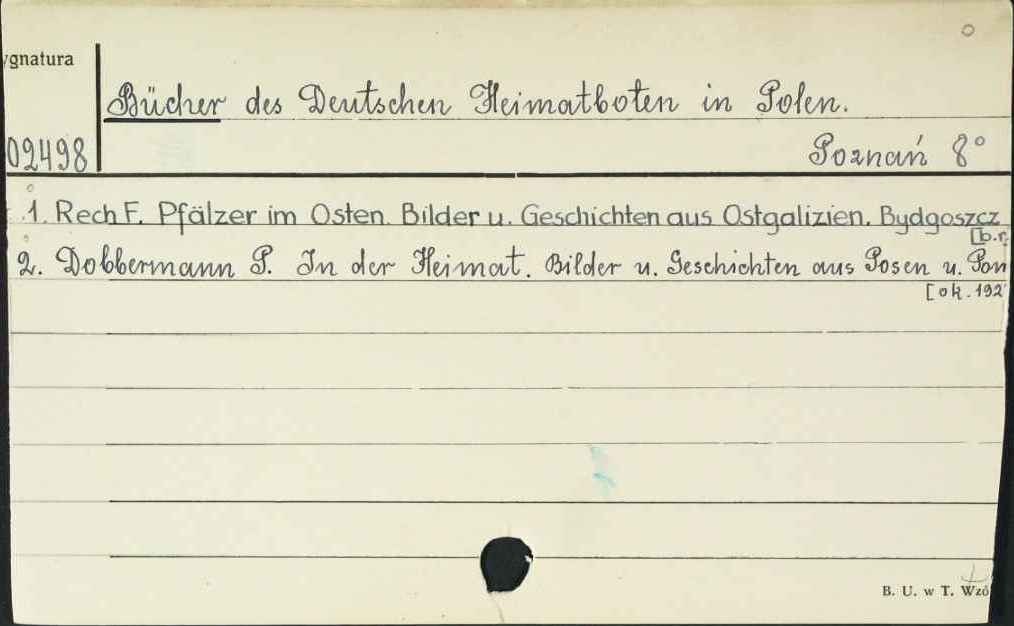 ygnatura
Bücher des Deutschen Heimatboten in Polen.
02498
Poznań 8°
1. Rech F. Pfälzer im Osten. Bilder u. Geschichten aus Ostgalizien. Bydgoszcz
[b.r.
2. Dobbermann P. In der Heimat. Bilder u. Geschichten aus Posen u. Pom
[ok. 192
B. U. w T. Wzó